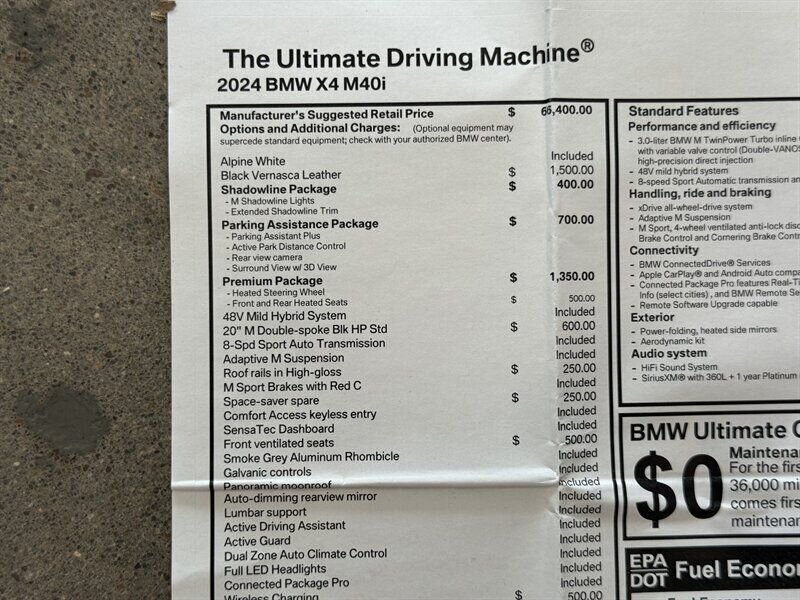 The Ultimate Driving Machine®
2024 BMW X4 M40i
Manufacturer's Suggested Retail Price $ 66,400.00
Options and Additional Charges: (Optional equipment may
supercede standard equipment; check with your authorized BMW center).
Alpine White Included
Black Vernasca Leather $ 1,500.00
Shadowline Package $ 400.00
- M Shadowline Lights
- Extended Shadowline Trim
Parking Assistance Package $ 700.00
- Parking Assistant Plus
- Active Park Distance Control
- Rear view camera
- Surround View w/ 3D View
Premium Package $ 1,350.00
- Heated Steering Wheel
- Front and Rear Heated Seats $ 500.00
48V Mild Hybrid System Included
20" M Double-spoke Blk HP Std $ 600.00
8-Spd Sport Auto Transmission Included
Adaptive M Suspension Included
Roof rails in High-gloss $ 250.00
M Sport Brakes with Red C Included
Space-saver spare $ 250.00
Comfort Access keyless entry Included
SensaTec Dashboard Included
Front ventilated seats $ 500.00
Smoke Grey Aluminum Rhombicle Included
Galvanic controls Included
Panoramic moonroof Included
Auto-dimming rearview mirror Included
Lumbar support Included
Active Driving Assistant Included
Active Guard Included
Dual Zone Auto Climate Control Included
Full LED Headlights Included
Connected Package Pro Included
Wireless Charging $ 500.00
Standard Features
Performance and efficiency
- 3.0-liter BMW M TwinPower Turbo inline
with variable valve control (Double-VANOS
high-precision direct injection
- 48V mild hybrid system
- 8-speed Sport Automatic transmission
Handling, ride and braking
- xDrive all-wheel-drive system
- Adaptive M Suspension
- M Sport, 4-wheel ventilated anti-lock disc
Brake Control and Cornering Brake
Connectivity
- BMW ConnectedDrive® Services
- Apple CarPlay® and Android Auto
- Connected Package Pro features
Info (select cities), and BMW Remote
- Remote Software Upgrade capable
Exterior
- Power-folding, heated side mirrors
- Aerodynamic kit
Audio system
- HiFi Sound System
- SiriusXM® with 360L + 1 year Platinum
BMW Ultimate
$0
For the
36,000
comes
EPA
DOT Fuel